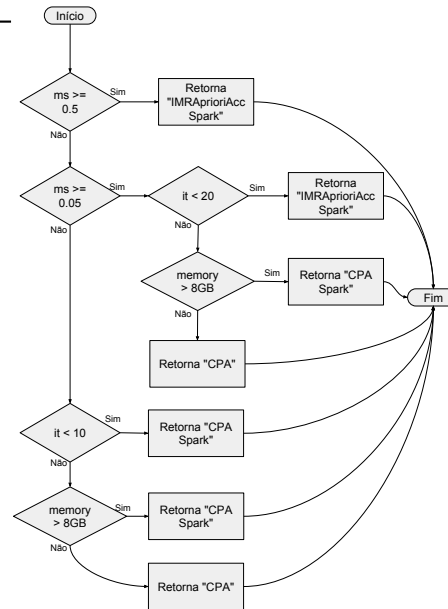 Início
ms >=
0.5
Sim
Não
Retorna
"IMRAprioriAcc
Spark"
ms >=
0.05
Sim
Não
it < 20
Sim
Não
Retorna
"IMRAprioriAcc
Spark"
memory
> 8GB
Sim
Não
Retorna "CPA
Spark"
Fim
Retorna "CPA"
it < 10
Sim
Não
Retorna "CPA
Spark"
memory
> 8GB
Sim
Não
Retorna "CPA
Spark"
Retorna "CPA"